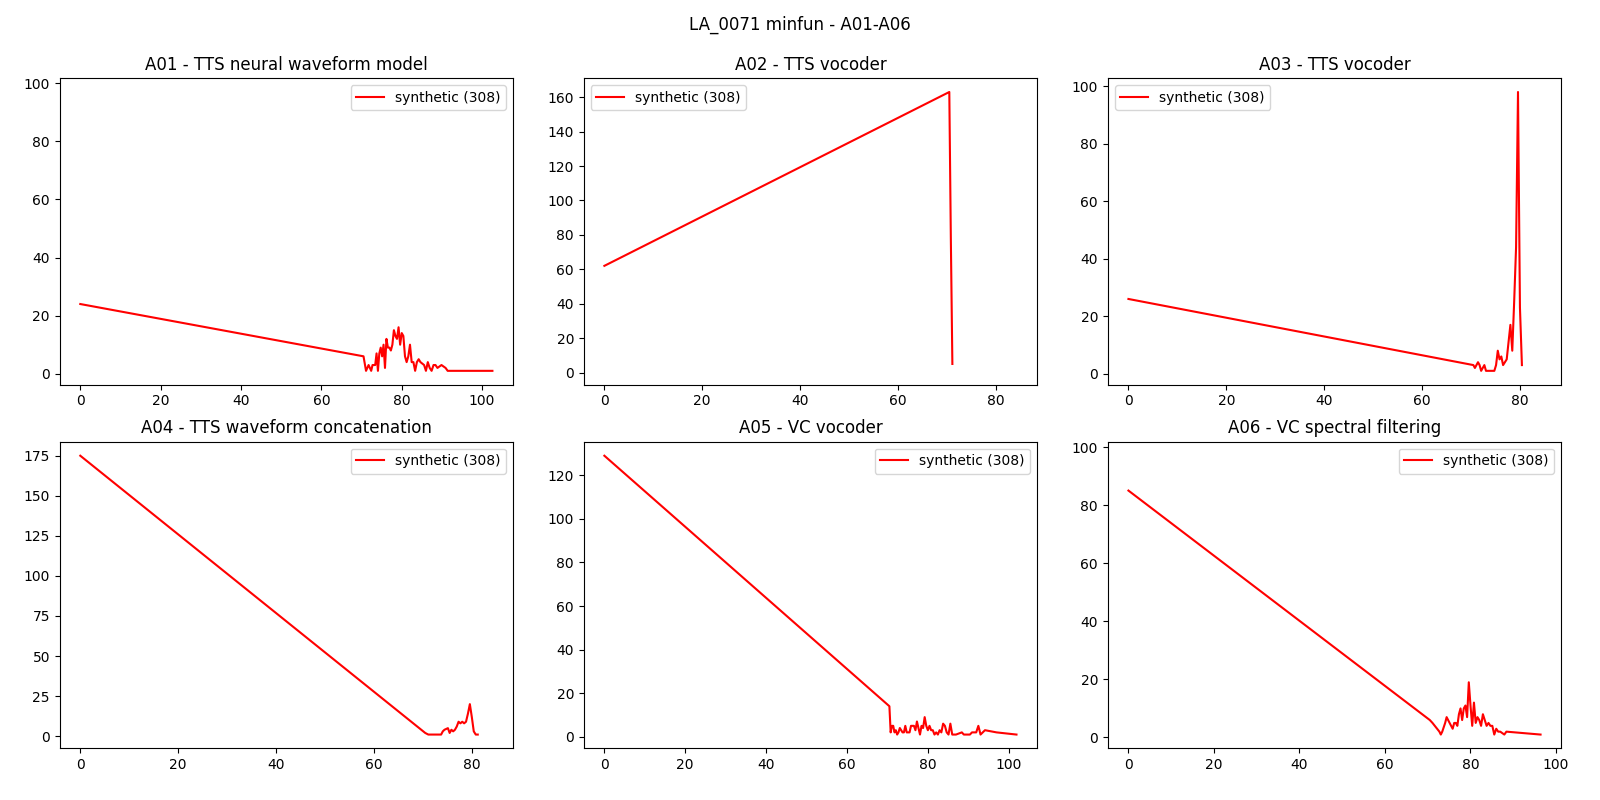 LA_0071 minfun - A01-A06
A01 - TTS neural waveform model
synthetic (308)
100
80
60
40
20
0
0 20 40 60 80 100
A02 - TTS vocoder
synthetic (308)
160
140
120
100
80
60
40
20
0
0 20 40 60 80
A03 - TTS vocoder
synthetic (308)
100
80
60
40
20
0
0 20 40 60 80
A04 - TTS waveform concatenation
synthetic (308)
175
150
125
100
75
50
25
0
0 20 40 60 80
A05 - VC vocoder
synthetic (308)
120
100
80
60
40
20
0
0 20 40 60 80 100
A06 - VC spectral filtering
synthetic (308)
100
80
60
40
20
0
0 20 40 60 80 100